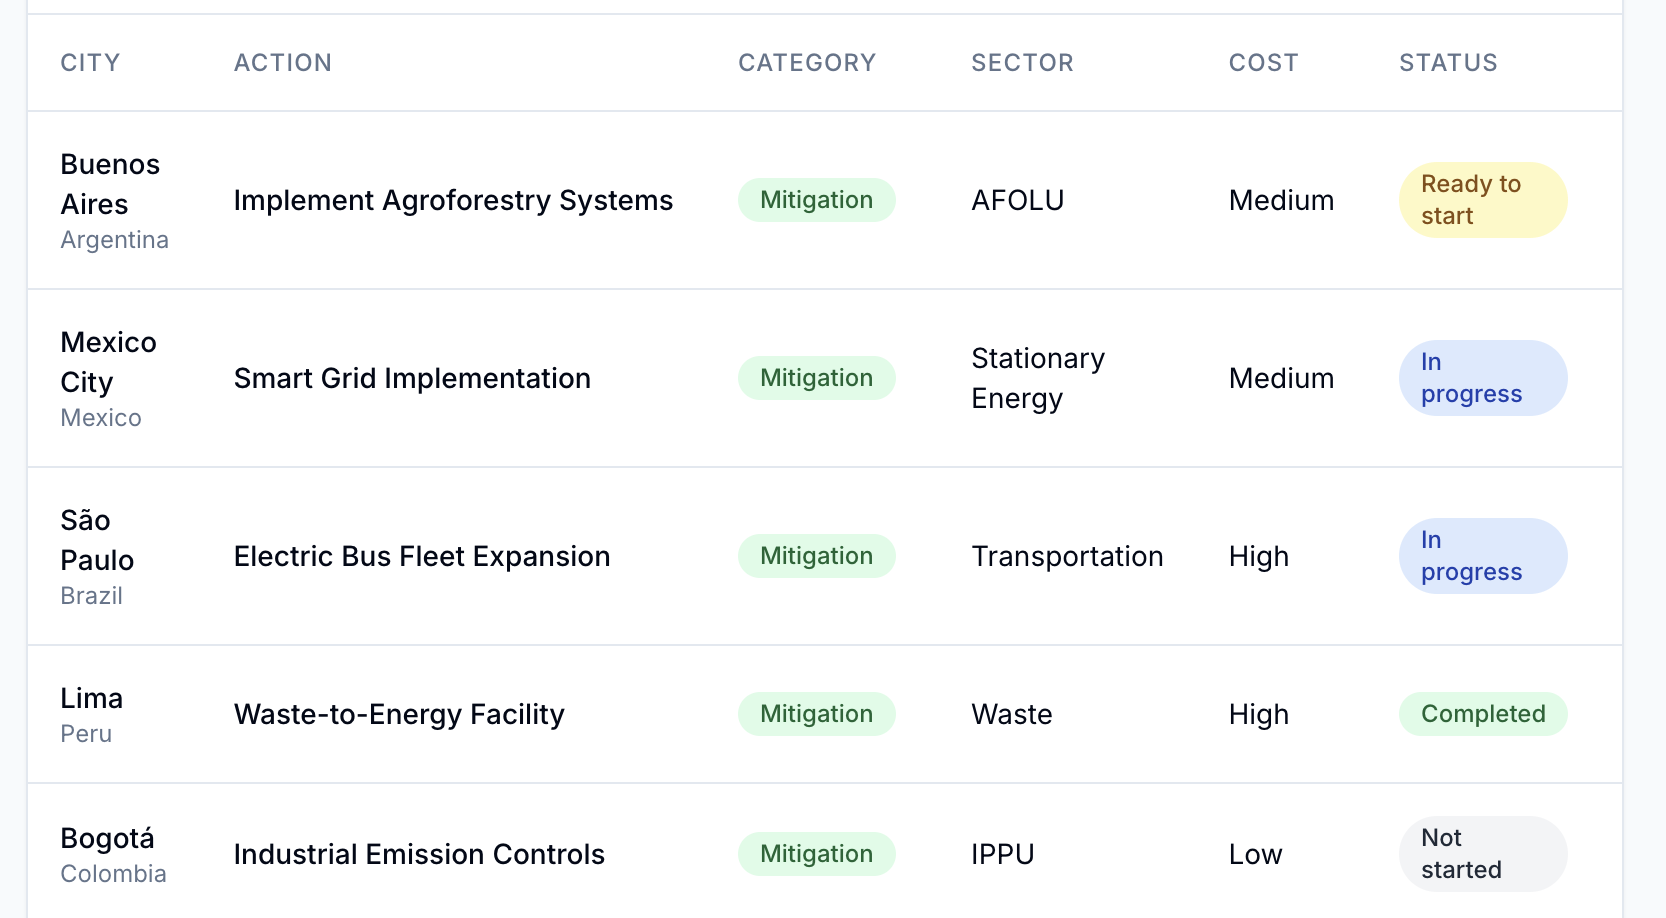 CITY ACTION CATEGORY SECTOR COST STATUS
Buenos
Aires
Argentina
Implement Agroforestry Systems
Mitigation
AFOLU
Medium
Ready to
start
Mexico
City
Mexico
Smart Grid Implementation
Mitigation
Stationary
Energy
Medium
In
progress
São
Paulo
Brazil
Electric Bus Fleet Expansion
Mitigation
Transportation
High
In
progress
Lima
Peru
Waste-to-Energy Facility
Mitigation
Waste
High
Completed
Bogotá
Colombia
Industrial Emission Controls
Mitigation
IPPU
Low
Not
started